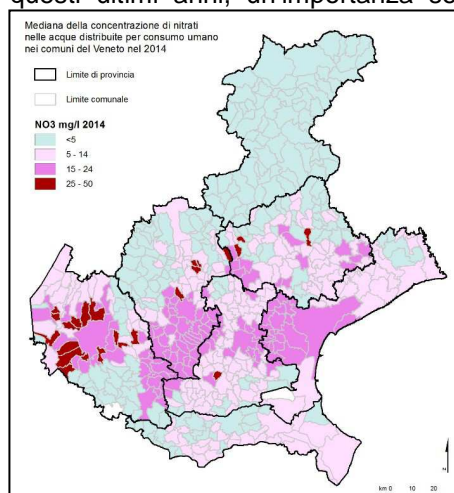 questi ultimi anni, un'importanza
Mediana della concentrazione di nitrati
nelle acque distribuite per consumo umano
nei comuni del Veneto nel 2014
Limite di provincia
Limite comunale
NO3 mg/l 2014
<5
5 - 14
15 - 24
25 - 50
N
km 0 10 20